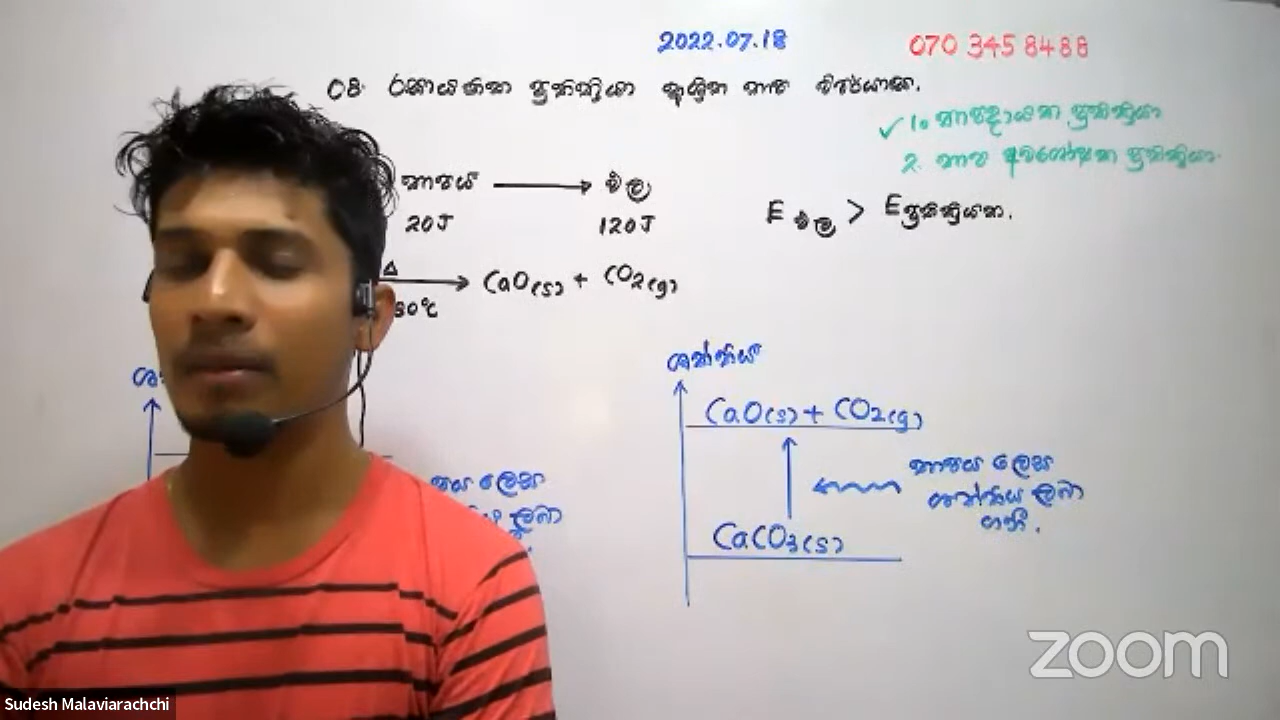 2022.07.18
070 345 8488
08. රසායනික ප්‍රතික්‍රියා ආශ්‍රිත තාප විපර්යාස.
✓ 1. තාපදායක ප්‍රතික්‍රියා
2. තාප අවශෝෂක ප්‍රතික්‍රියා.
තාපය → ඵල
20J 120J
E ඵල > E ප්‍රතික්‍රියක.
Δ → CaO(s) + CO2(g)
0°C
ශක්තිය
CaO(s) + CO2(g)
තාපය ලෙස
ශක්තිය ලබා
ගනී.
CaCO3(s)
ලෙස
ලබා
zoom
Sudesh Malaviarachchi